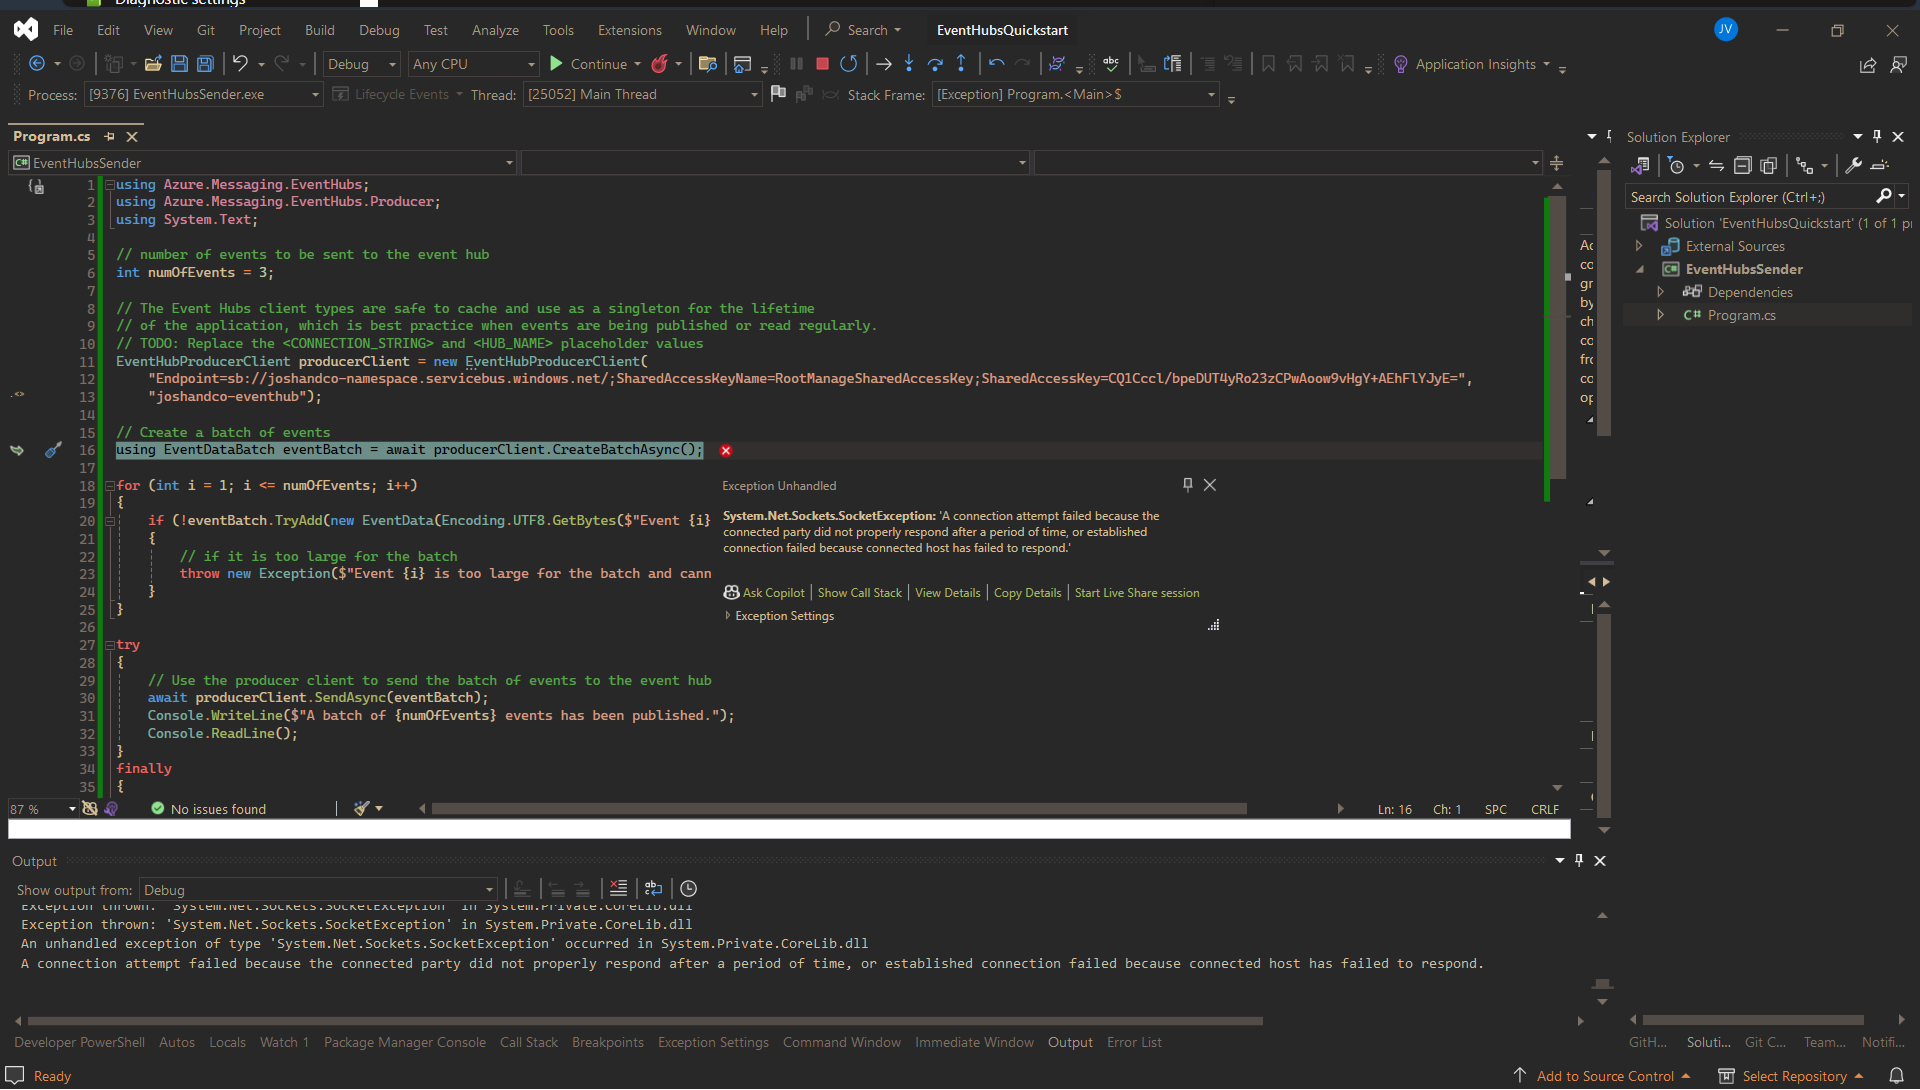 Diagnostic settings
File Edit View Git Project Build Debug Test Analyze Tools Extensions Window Help Search EventHubsQuickstart JV
Debug Any CPU Continue Application Insights
Process: [9376] EventHubsSender.exe Lifecycle Events Thread: [25052] Main Thread Stack Frame: [Exception] Program.<Main>$
Program.cs
C# EventHubsSender
1 using Azure.Messaging.EventHubs;
2 using Azure.Messaging.EventHubs.Producer;
3 using System.Text;
4
5 // number of events to be sent to the event hub
6 int numOfEvents = 3;
7
8 // The Event Hubs client types are safe to cache and use as a singleton for the lifetime
9 // of the application, which is best practice when events are being published or read regularly.
10 // TODO: Replace the <CONNECTION_STRING> and <HUB_NAME> placeholder values
11 EventHubProducerClient producerClient = new EventHubProducerClient(
12 "Endpoint=sb://joshandco-namespace.servicebus.windows.net/;SharedAccessKeyName=RootManageSharedAccessKey;SharedAccessKey=CQ1Cccl/bpeDUT4yRo23zCPwAoow9vHgY+AEhFlYJyE=",
13 "joshandco-eventhub");
14
15 // Create a batch of events
16 using EventDataBatch eventBatch = await producerClient.CreateBatchAsync();
17
18 for (int i = 1; i <= numOfEvents; i++)
19 {
20 if (!eventBatch.TryAdd(new EventData(Encoding.UTF8.GetBytes($"Event {i}
21 {
22 // if it is too large for the batch
23 throw new Exception($"Event {i} is too large for the batch and cann
24 }
25 }
26
27 try
28 {
29 // Use the producer client to send the batch of events to the event hub
30 await producerClient.SendAsync(eventBatch);
31 Console.WriteLine($"A batch of {numOfEvents} events has been published.");
32 Console.ReadLine();
33 }
34 finally
35 {
Exception Unhandled
System.Net.Sockets.SocketException: 'A connection attempt failed because the
connected party did not properly respond after a period of time, or established
connection failed because connected host has failed to respond.'
Ask Copilot | Show Call Stack | View Details | Copy Details | Start Live Share session
Exception Settings
87 % No issues found Ln: 16 Ch: 1 SPC CRLF
Ac
co
gr
by
ch
co
frc
co
op
Solution Explorer
Search Solution Explorer (Ctrl+;)
Solution 'EventHubsQuickstart' (1 of 1 p
External Sources
C# EventHubsSender
Dependencies
C# Program.cs
Output
Show output from: Debug
Exception thrown: 'System.Net.Sockets.SocketException' in System.Private.CoreLib.dll
Exception thrown: 'System.Net.Sockets.SocketException' in System.Private.CoreLib.dll
An unhandled exception of type 'System.Net.Sockets.SocketException' occurred in System.Private.CoreLib.dll
A connection attempt failed because the connected party did not properly respond after a period of time, or established connection failed because connected host has failed to respond.
Developer PowerShell Autos Locals Watch 1 Package Manager Console Call Stack Breakpoints Exception Settings Command Window Immediate Window Output Error List
GitH... Soluti... Git C... Team... Notifi...
Ready Add to Source Control Select Repository